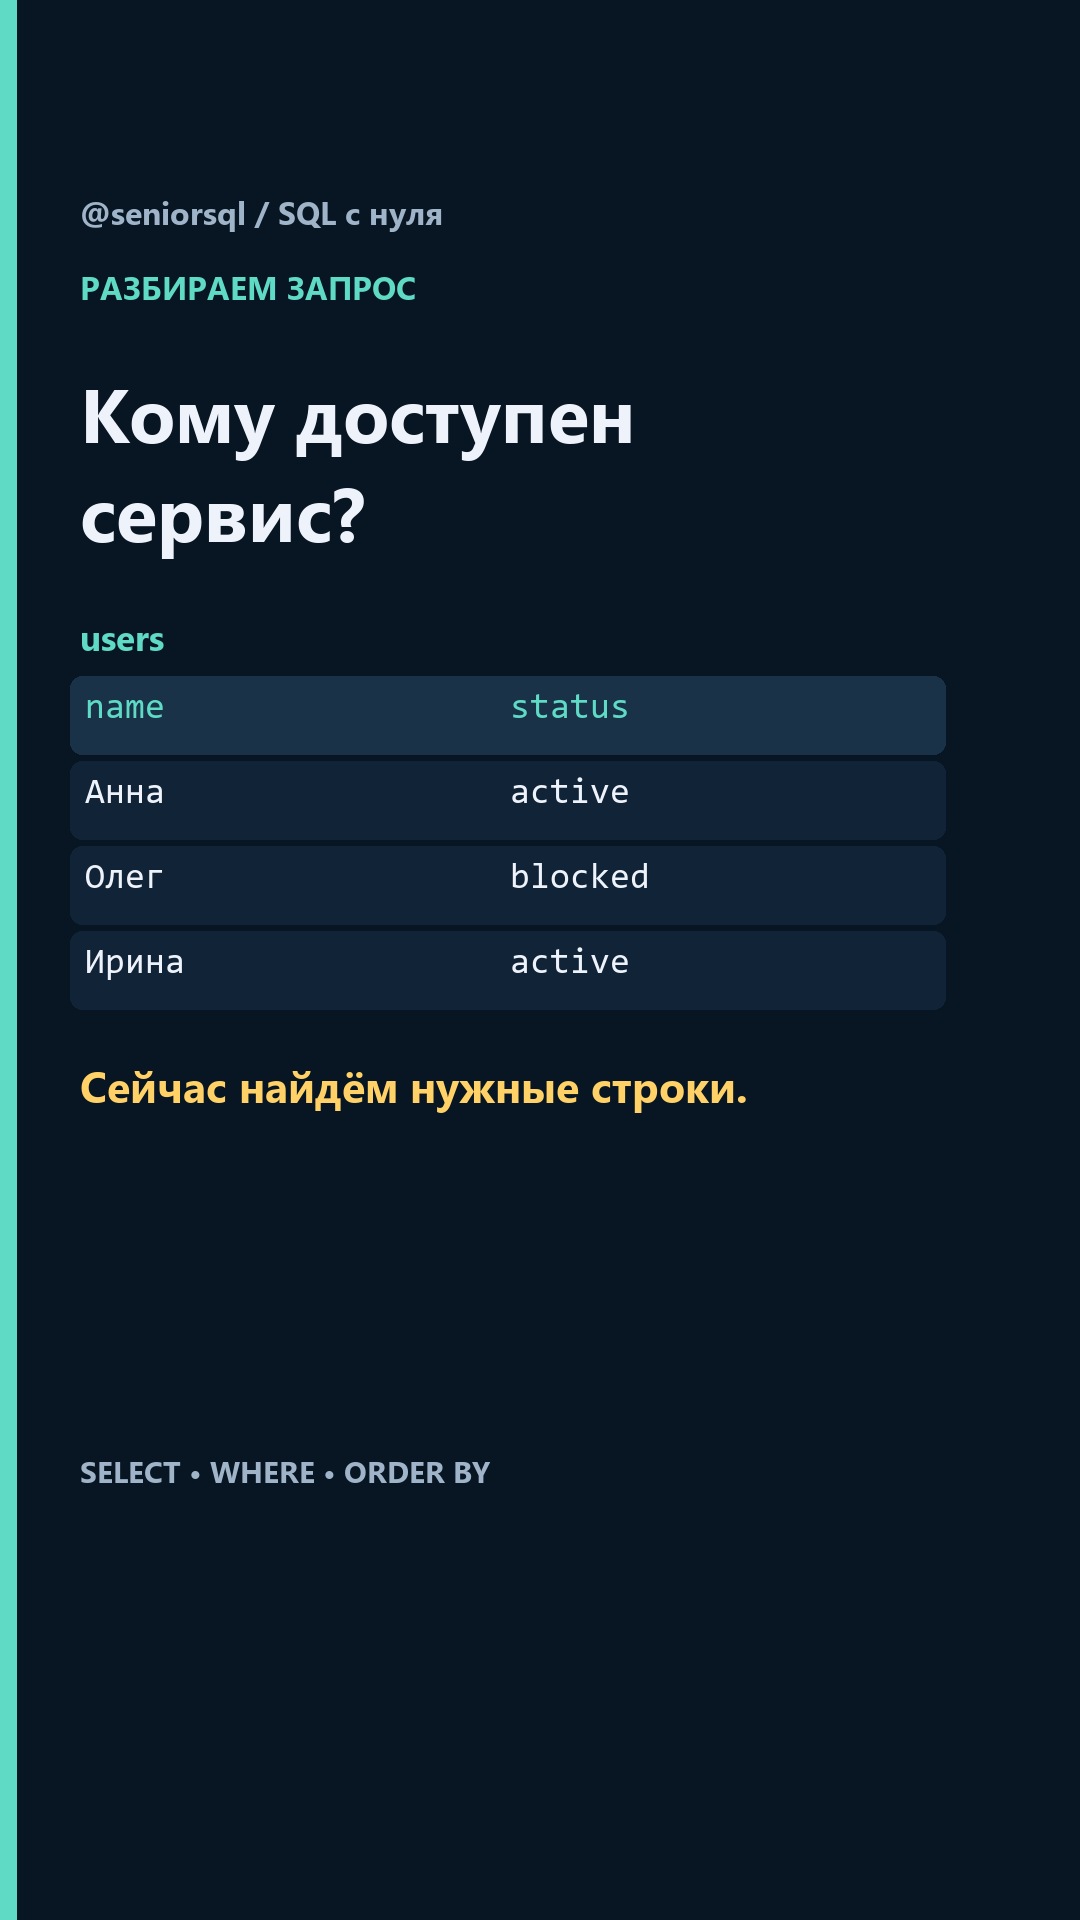 @seniorsql / SQL с нуля
РАЗБИРАЕМ ЗАПРОС
Кому доступен
сервис?
users
name status
Анна active
Олег blocked
Ирина active
Сейчас найдём нужные строки.
SELECT • WHERE • ORDER BY